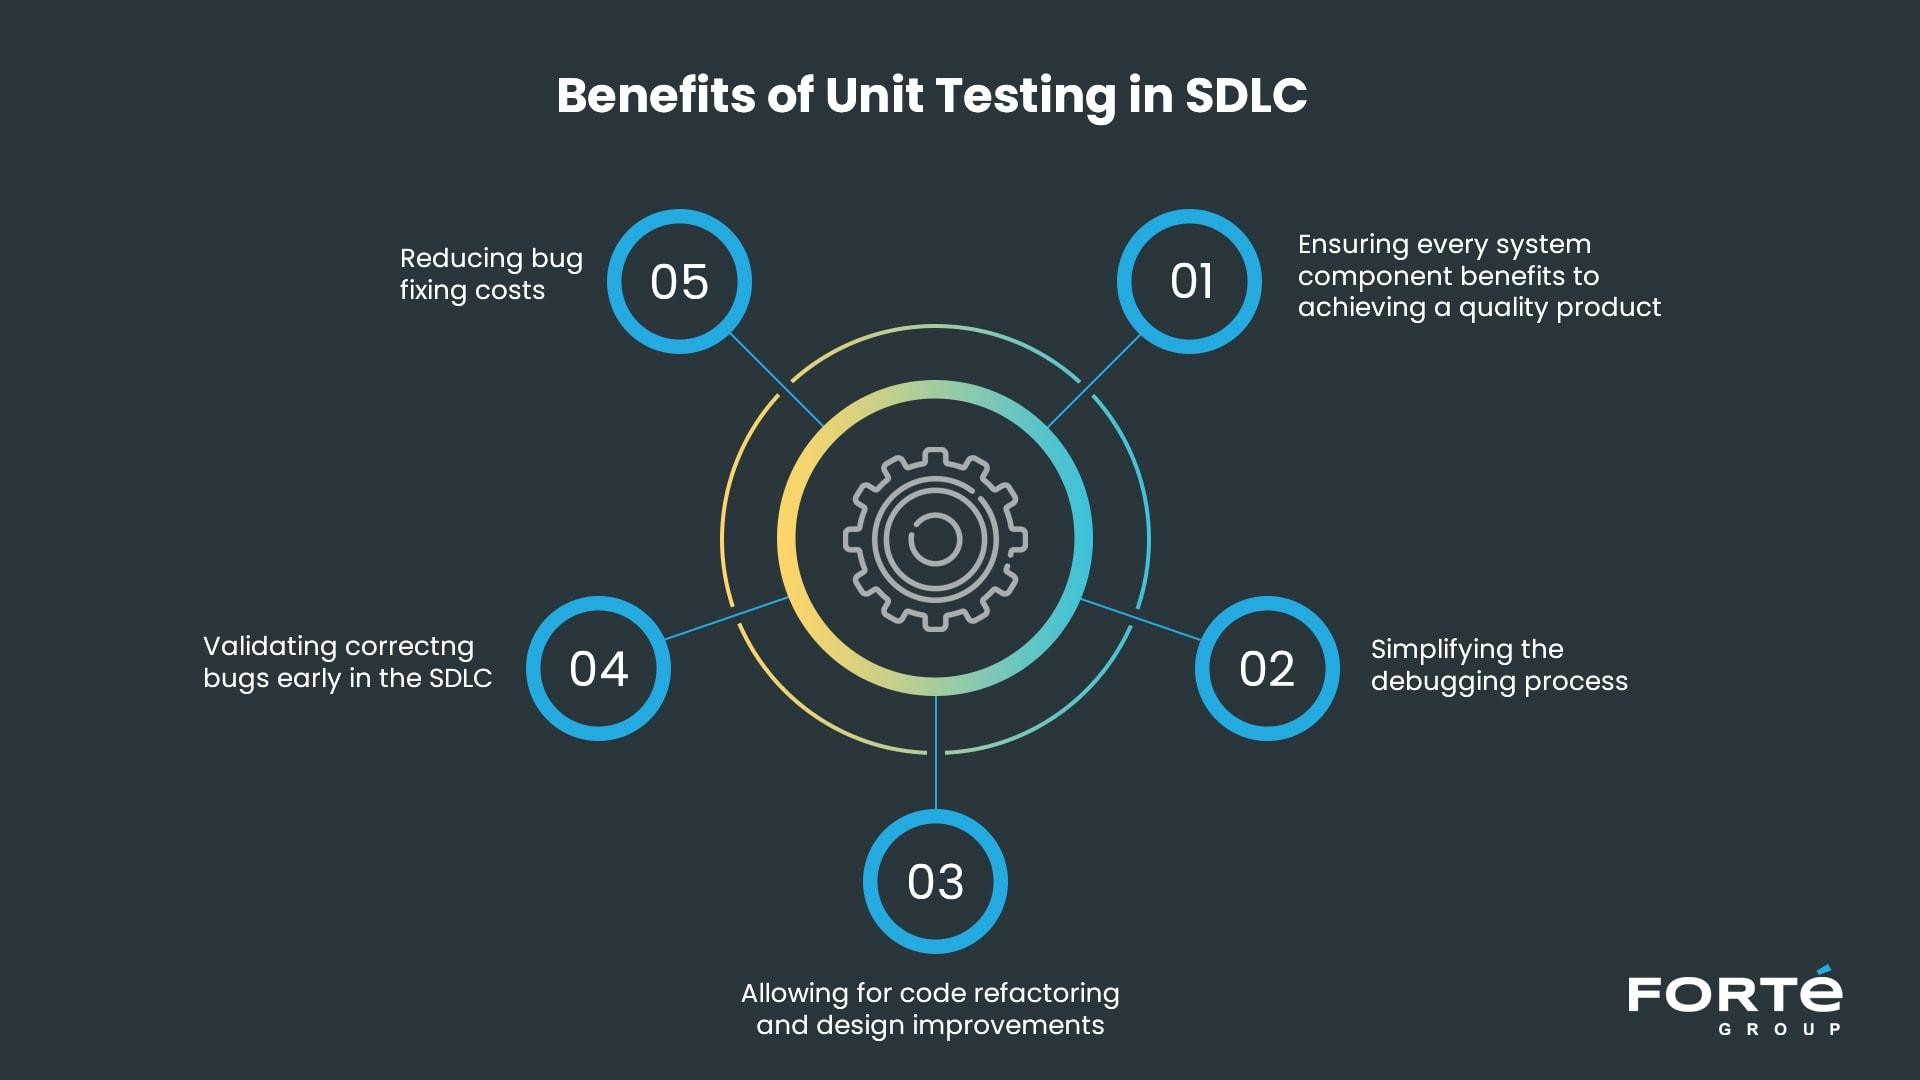 Benefits of Unit Testing in SDLC
01
Ensuring every system
component benefits to
achieving a quality product
02
Simplifying the
debugging process
03
Allowing for code refactoring
and design improvements
04
Validating correctng
bugs early in the SDLC
05
Reducing bug
fixing costs
FORTé
GROUP